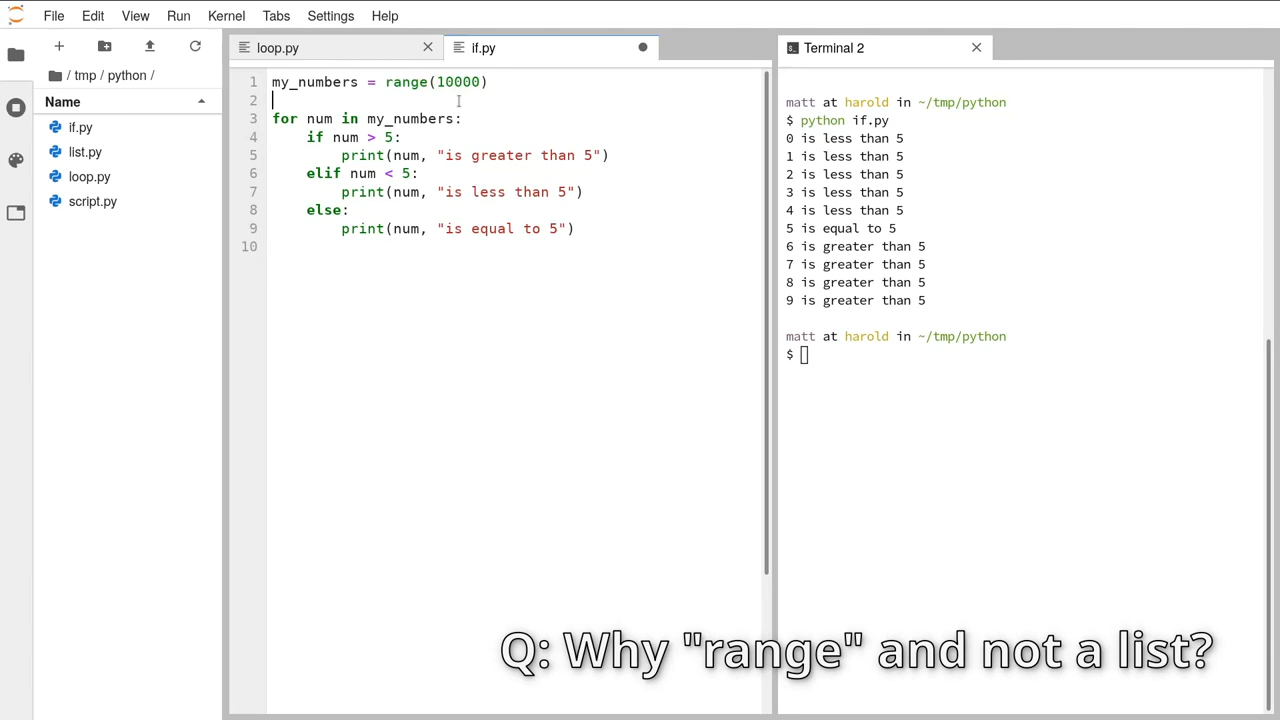 File Edit View Run Kernel Tabs Settings Help
/ tmp / python /
Name
if.py
list.py
loop.py
script.py
loop.py
if.py
1 my_numbers = range(10000)
2
3 for num in my_numbers:
4     if num > 5:
5         print(num, "is greater than 5")
6     elif num < 5:
7         print(num, "is less than 5")
8     else:
9         print(num, "is equal to 5")
10
Terminal 2
matt at harold in ~/tmp/python
$ python if.py
0 is less than 5
1 is less than 5
2 is less than 5
3 is less than 5
4 is less than 5
5 is equal to 5
6 is greater than 5
7 is greater than 5
8 is greater than 5
9 is greater than 5
matt at harold in ~/tmp/python
$
Q: Why "range" and not a list?